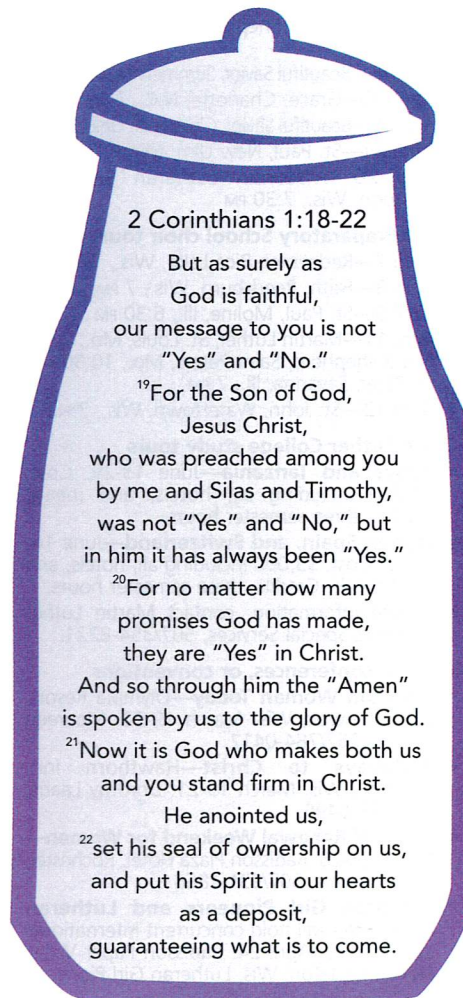 2 Corinthians 1:18-22
But as surely as
God is faithful,
our message to you is not
“Yes” and “No.”
¹⁹For the Son of God,
Jesus Christ,
who was preached among you
by me and Silas and Timothy,
was not “Yes” and “No,” but
in him it has always been “Yes.”
²⁰For no matter how many
promises God has made,
they are “Yes” in Christ.
And so through him the “Amen”
is spoken by us to the glory of God.
²¹Now it is God who makes both us
and you stand firm in Christ.
He anointed us,
²²set his seal of ownership on us,
and put his Spirit in our hearts
as a deposit,
guaranteeing what is to come.